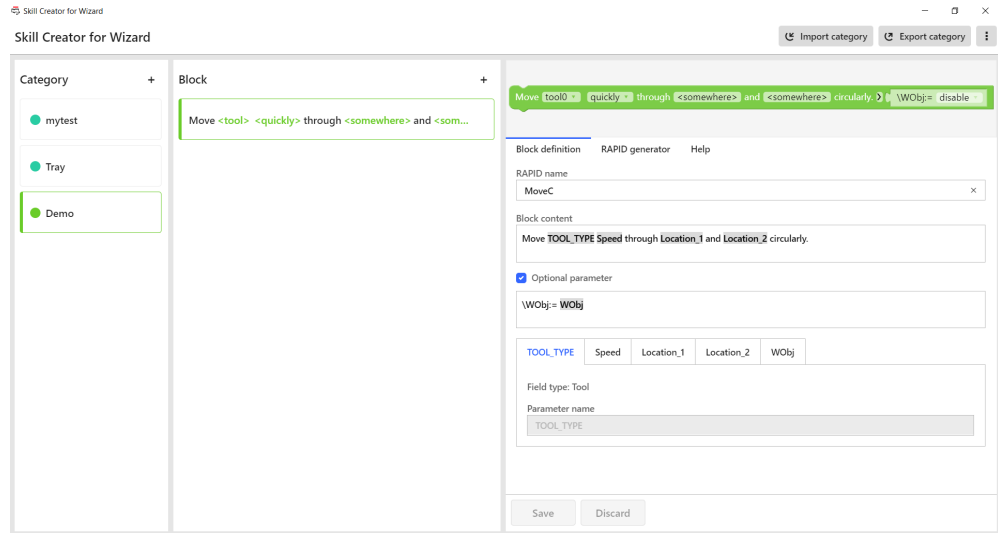 Skill Creator for Wizard
Skill Creator for Wizard
Import category
Export category
Category +
mytest
Tray
Demo
Block +
Move <tool> <quickly> through <somewhere> and <som...
Move tool0 quickly through <somewhere> and <somewhere> circularly. \WObj:= disable
Block definition RAPID generator Help
RAPID name
MoveC
Block content
Move TOOL_TYPE Speed through Location_1 and Location_2 circularly.
Optional parameter
\WObj:= WObj
TOOL_TYPE Speed Location_1 Location_2 WObj
Field type: Tool
Parameter name
TOOL_TYPE
Save Discard